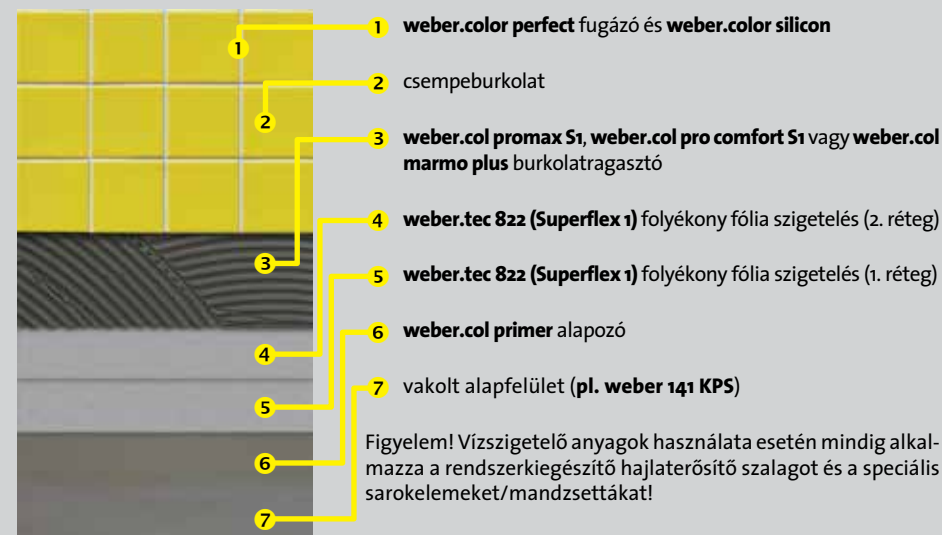 1 weber.color perfect fugázó és weber.color silicon
1
2 csempeburkolat
2
3 weber.col promax S1, weber.col pro comfort S1 vagy weber.col
marmo plus burkolatragasztó
4 weber.tec 822 (Superflex 1) folyékony fólia szigetelés (2. réteg)
3
5 weber.tec 822 (Superflex 1) folyékony fólia szigetelés (1. réteg)
6 weber.col primer alapozó
4
7 vakolt alapfelület (pl. weber 141 KPS)
5
Figyelem! Vízszigetelő anyagok használata esetén mindig alkal-
mazza a rendszerkiegészítő hajlaterősítő szalagot és a speciális
sarokelemeket/mandzsettákat!
6
7